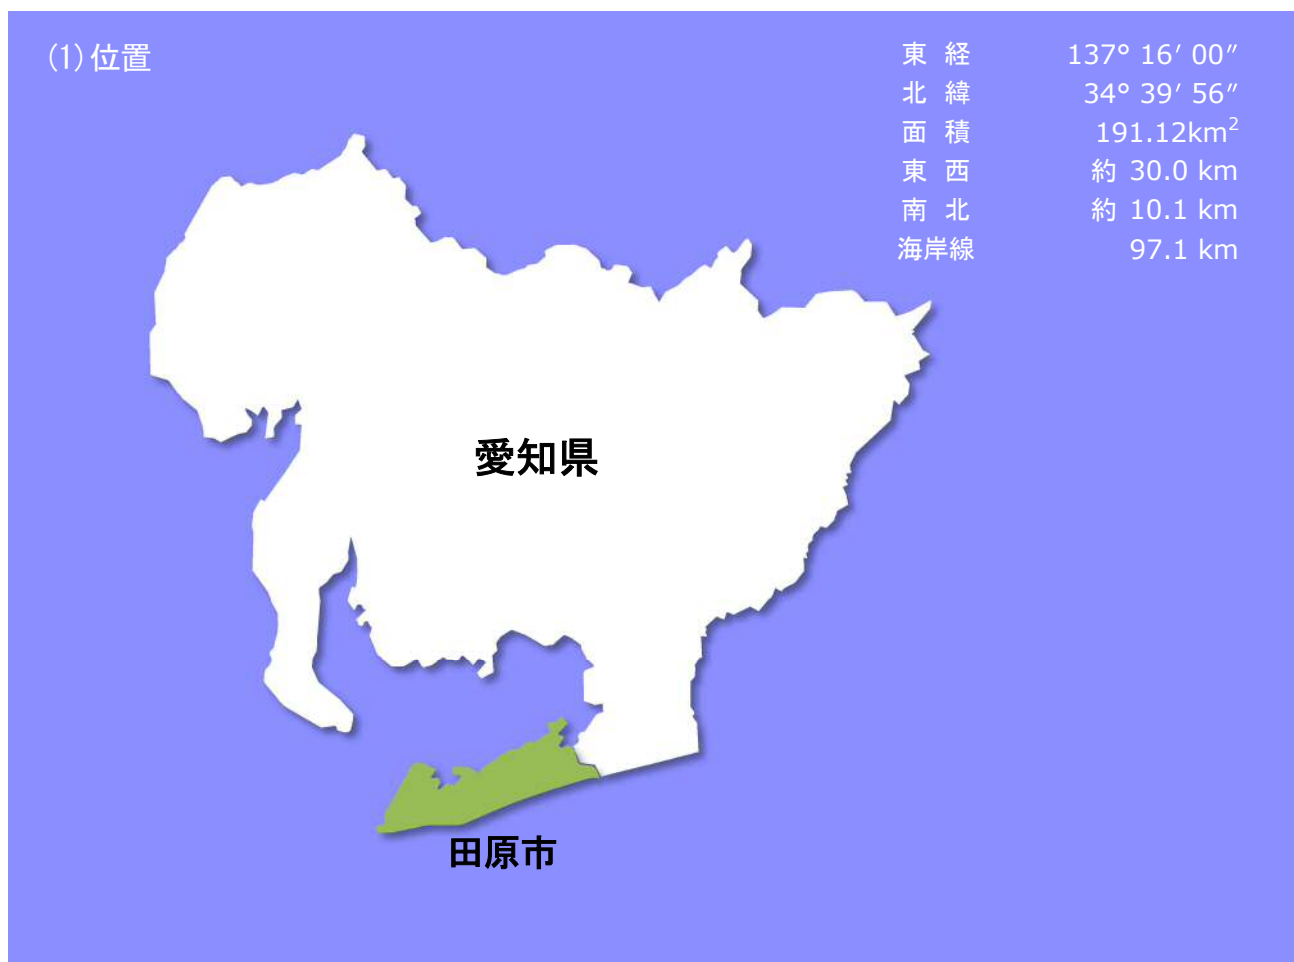 (1)位置
東経 137° 16′ 00″
北緯 34° 39′ 56″
面積 191.12km²
東西 約 30.0 km
南北 約 10.1 km
海岸線 97.1 km
愛知県
田原市